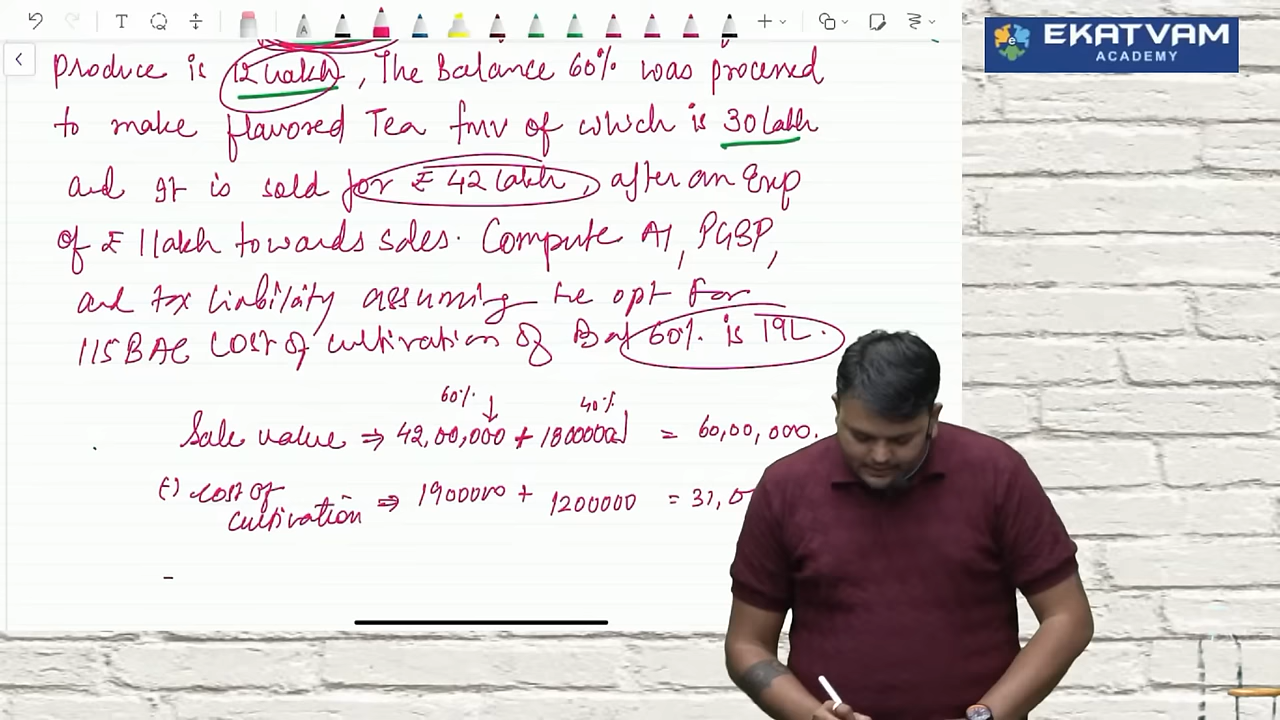 EKATVAM
ACADEMY
produce is 12 Lakh, The balance 60% was processed
to make flavored Tea fmv of which is 30 Lakh
and It is sold for ₹ 42 Lakh, after an Exp
of ₹ 1 lakh towards sales. Compute AI, PGBP,
and tax liability assuming he opt for
115BAC cost of cultivation of Bal 60% is 19L.
60% 40%
Sale value ⇒ 42,00,000 + 1800000 = 60,00,000.
(-) cost of
cultivation ⇒ 1900000 + 1200000 = 31,0